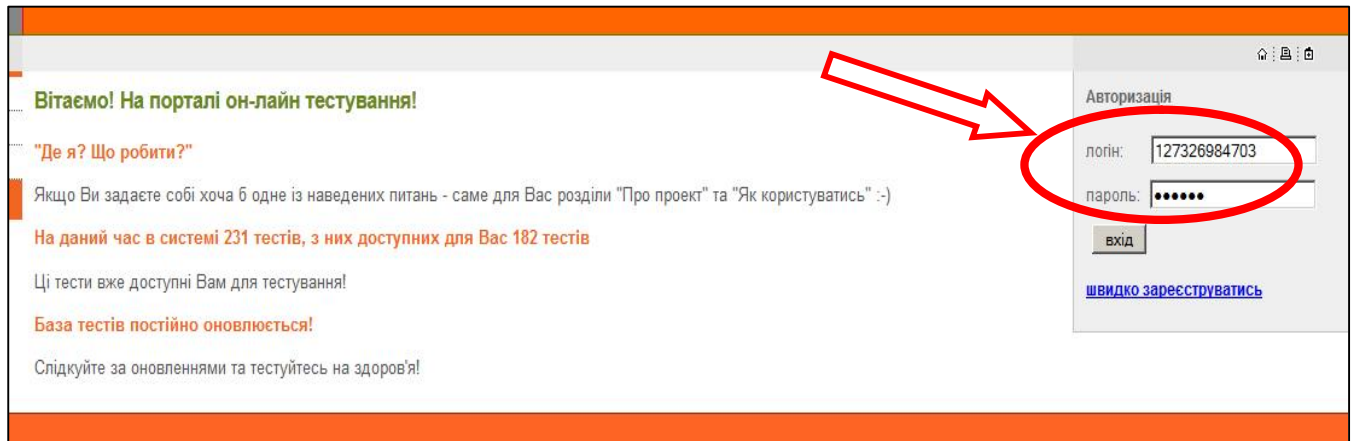 Вітаємо! На порталі он-лайн тестування!
"Де я? Що робити?"
Якщо Ви задаєте собі хоча б одне із наведених питань - саме для Вас розділи "Про проект" та "Як користуватись" :-)
На даний час в системі 231 тестів, з них доступних для Вас 182 тестів
Ці тести вже доступні Вам для тестування!
База тестів постійно оновлюється!
Слідкуйте за оновленнями та тестуйтесь на здоров'я!
Авторизація
логін: 127326984703
пароль: ●●●●●●
вхід
швидко зареєструватись